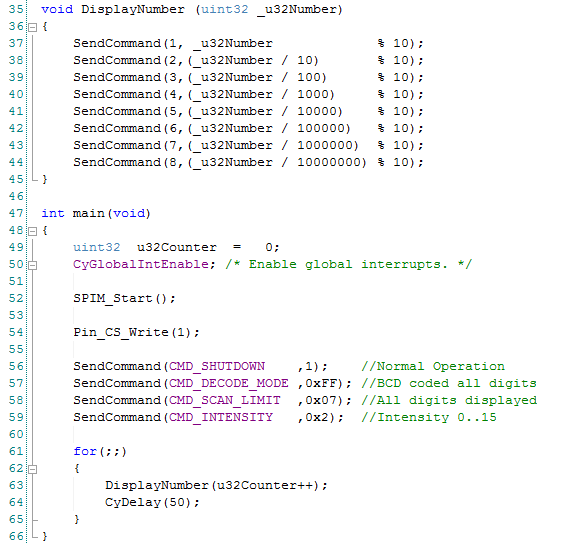 35 void DisplayNumber (uint32 _u32Number)
36 {
37     SendCommand(1, _u32Number             % 10);
38     SendCommand(2,(_u32Number / 10)       % 10);
39     SendCommand(3,(_u32Number / 100)      % 10);
40     SendCommand(4,(_u32Number / 1000)     % 10);
41     SendCommand(5,(_u32Number / 10000)    % 10);
42     SendCommand(6,(_u32Number / 100000)   % 10);
43     SendCommand(7,(_u32Number / 1000000)  % 10);
44     SendCommand(8,(_u32Number / 10000000) % 10);
45 }
46
47 int main(void)
48 {
49     uint32  u32Counter  =   0;
50     CyGlobalIntEnable; /* Enable global interrupts. */
51
52     SPIM_Start();
53
54     Pin_CS_Write(1);
55
56     SendCommand(CMD_SHUTDOWN    ,1);    //Normal Operation
57     SendCommand(CMD_DECODE_MODE ,0xFF); //BCD coded all digits
58     SendCommand(CMD_SCAN_LIMIT  ,0x07); //All digits displayed
59     SendCommand(CMD_INTENSITY   ,0x2);  //Intensity 0..15
60
61     for(;;)
62     {
63         DisplayNumber(u32Counter++);
64         CyDelay(50);
65     }
66 }